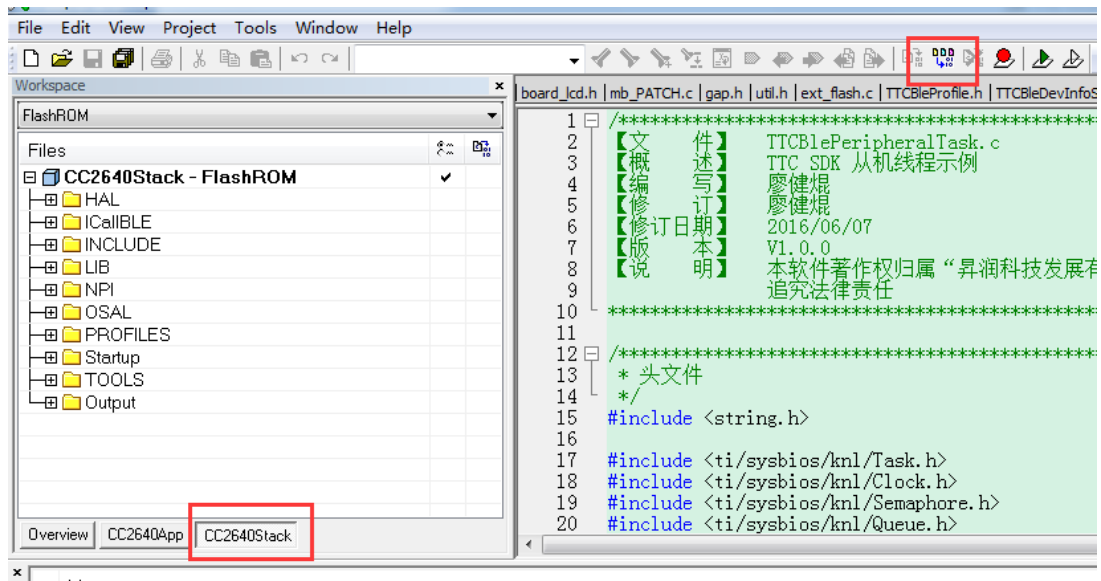 File Edit View Project Tools Window Help
Workspace
FlashROM
Files
CC2640Stack - FlashROM
HAL
ICallBLE
INCLUDE
LIB
NPI
OSAL
PROFILES
Startup
TOOLS
Output
Overview CC2640App CC2640Stack
board_lcd.h mb_PATCH.c gap.h util.h ext_flash.c TTCBleProfile.h TTCBleDevInfoS
1 /******************************************
2 【文 件】 TTCBlePeripheralTask.c
3 【概 述】 TTC SDK 从机线程示例
4 【编 写】 廖健焜
5 【修 订】 廖健焜
6 【修订日期】 2016/06/07
7 【版 本】 V1.0.0
8 【说 明】 本软件著作权归属“昇润科技发展有
9 追究法律责任
10 ******************************************
11
12 /******************************************
13 * 头文件
14 */
15 #include <string.h>
16
17 #include <ti/sysbios/knl/Task.h>
18 #include <ti/sysbios/knl/Clock.h>
19 #include <ti/sysbios/knl/Semaphore.h>
20 #include <ti/sysbios/knl/Queue.h>